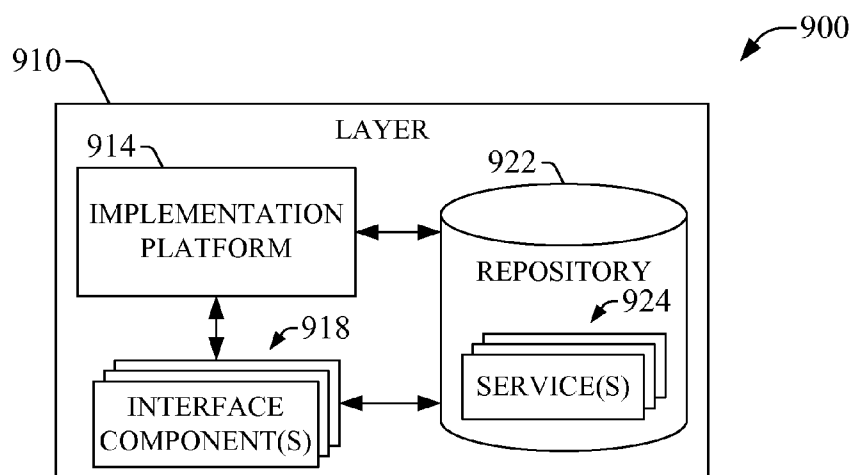 900
910
LAYER
914
922
IMPLEMENTATION
PLATFORM
REPOSITORY
924
918
SERVICE(S)
INTERFACE
COMPONENT(S)